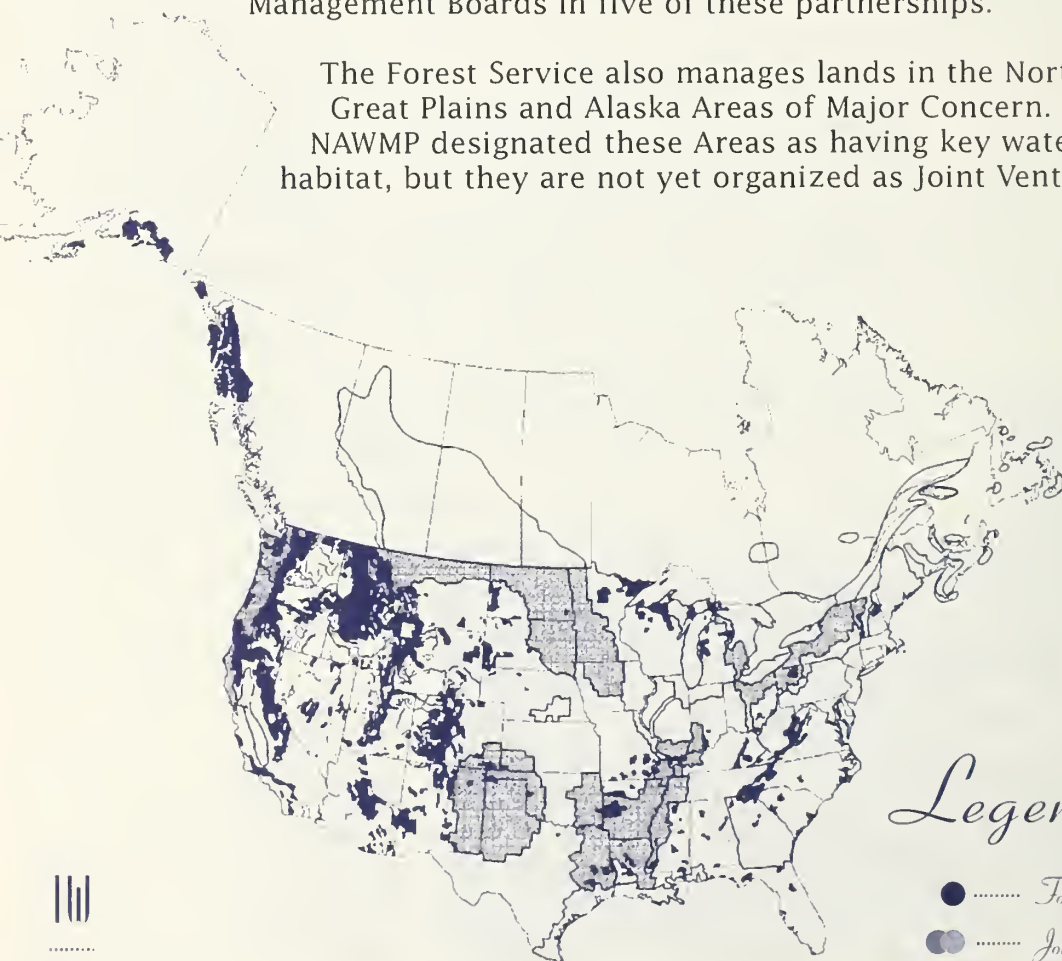 Management Boards in five of these partnerships.
The Forest Service also manages lands in the Nort
Great Plains and Alaska Areas of Major Concern.
NAWMP designated these Areas as having key wate
habitat, but they are not yet organized as Joint Vent
Legen
Fo
Jo